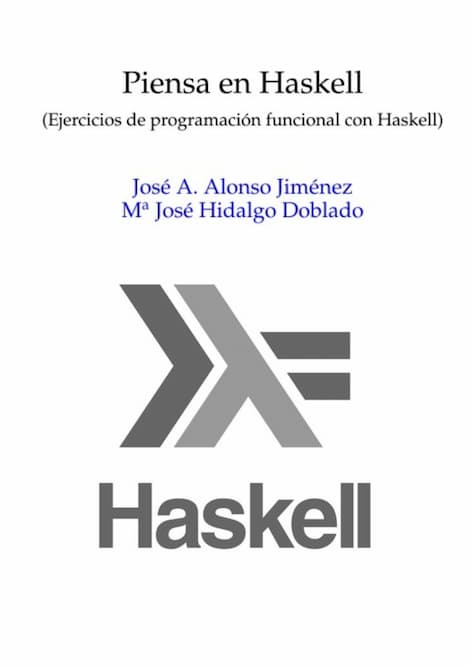 Piensa en Haskell
(Ejercicios de programación funcional con Haskell)
José A. Alonso Jiménez
Mª José Hidalgo Doblado
Haskell